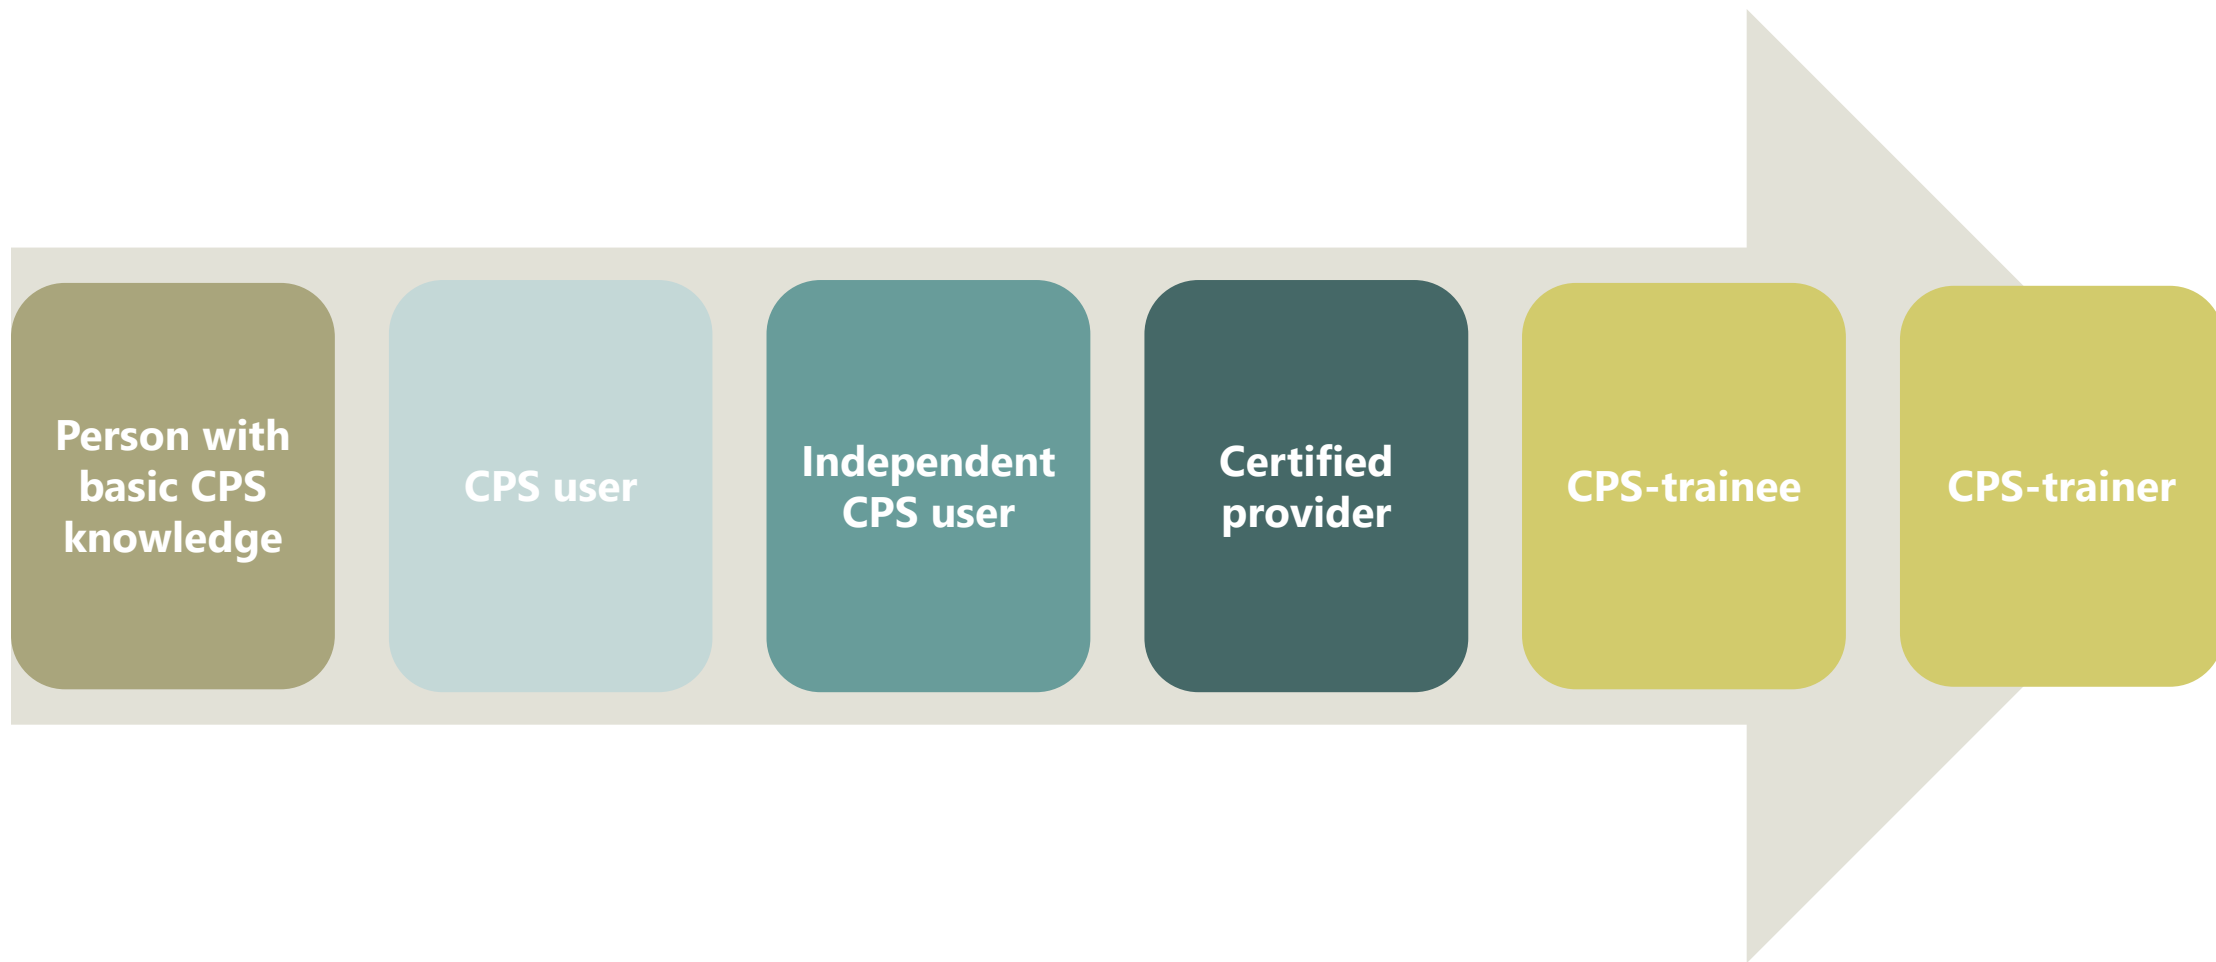 Person with
basic CPS
knowledge
CPS user
Independent
CPS user
Certified
provider
CPS-trainee
CPS-trainer